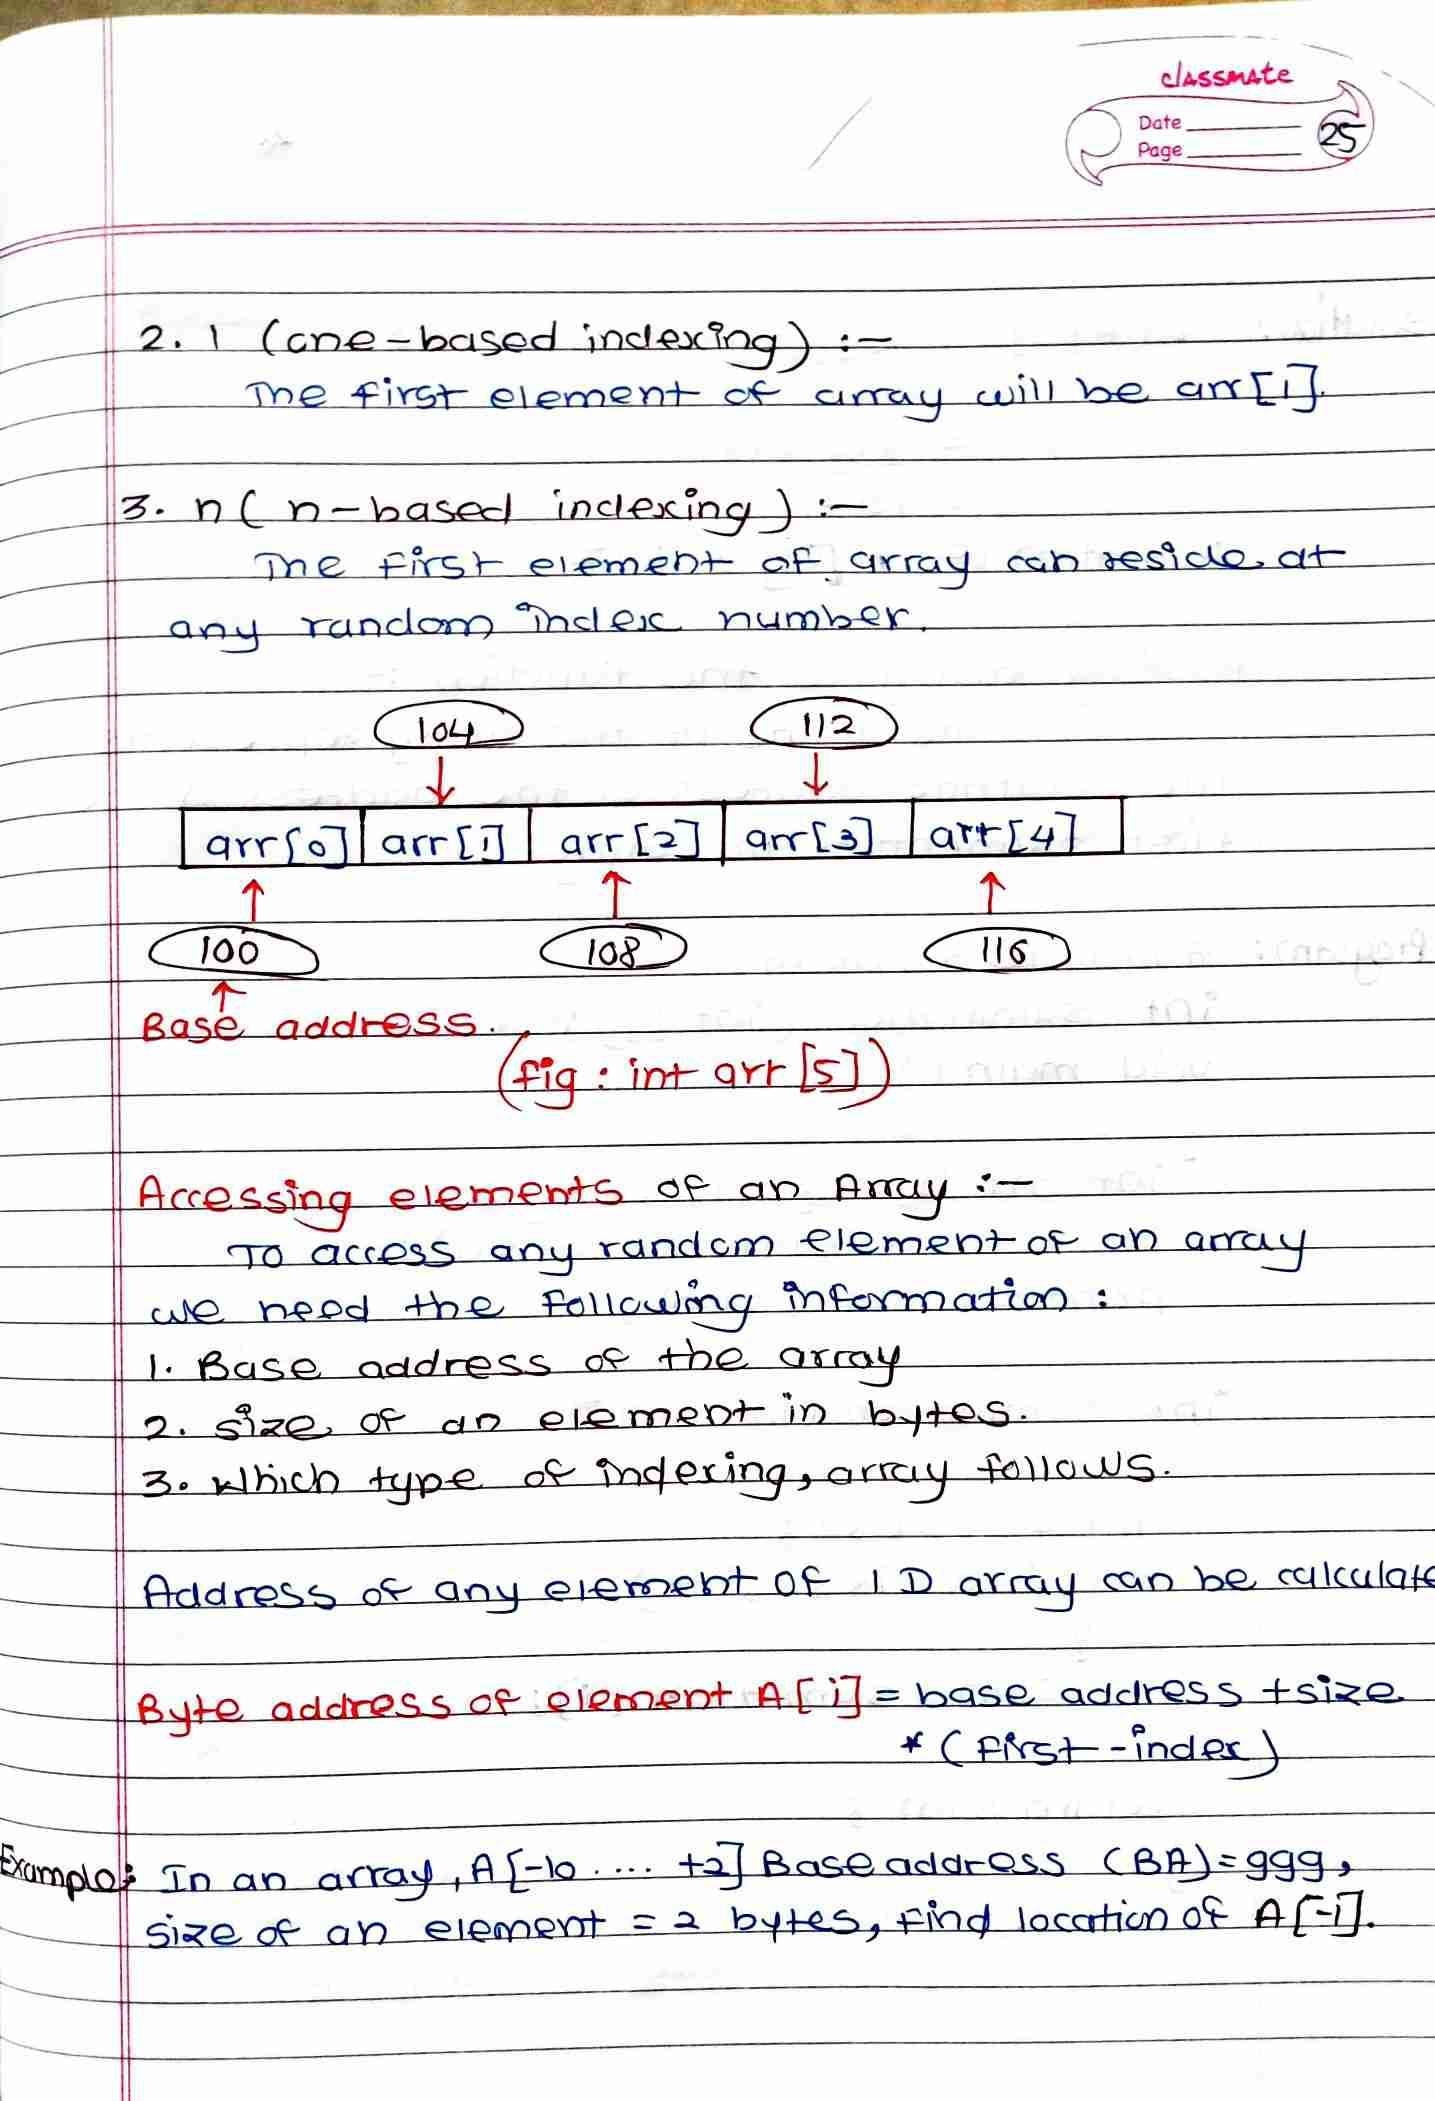 classmate
Date
Page
25
2. 1 (one-based indexing) :-
The first element of array will be arr[1].
3. n (n-based indexing) :-
The first element of array can reside at
any random index number.
104 112
arr[0] arr[1] arr[2] arr[3] arr[4]
100 108 116
Base address.
(fig : int arr[5])
Accessing elements of an Array :-
To access any random element of an array
we need the following information :
1. Base address of the array
2. size of an element in bytes.
3. Which type of indexing, array follows.
Address of any element of 1D array can be calculate
Byte address of element A[i] = base address + size
* (first-index)
Example: In an array, A[-10 .... +2] Base address (BA)=999,
size of an element = 2 bytes, find location of A[-1].